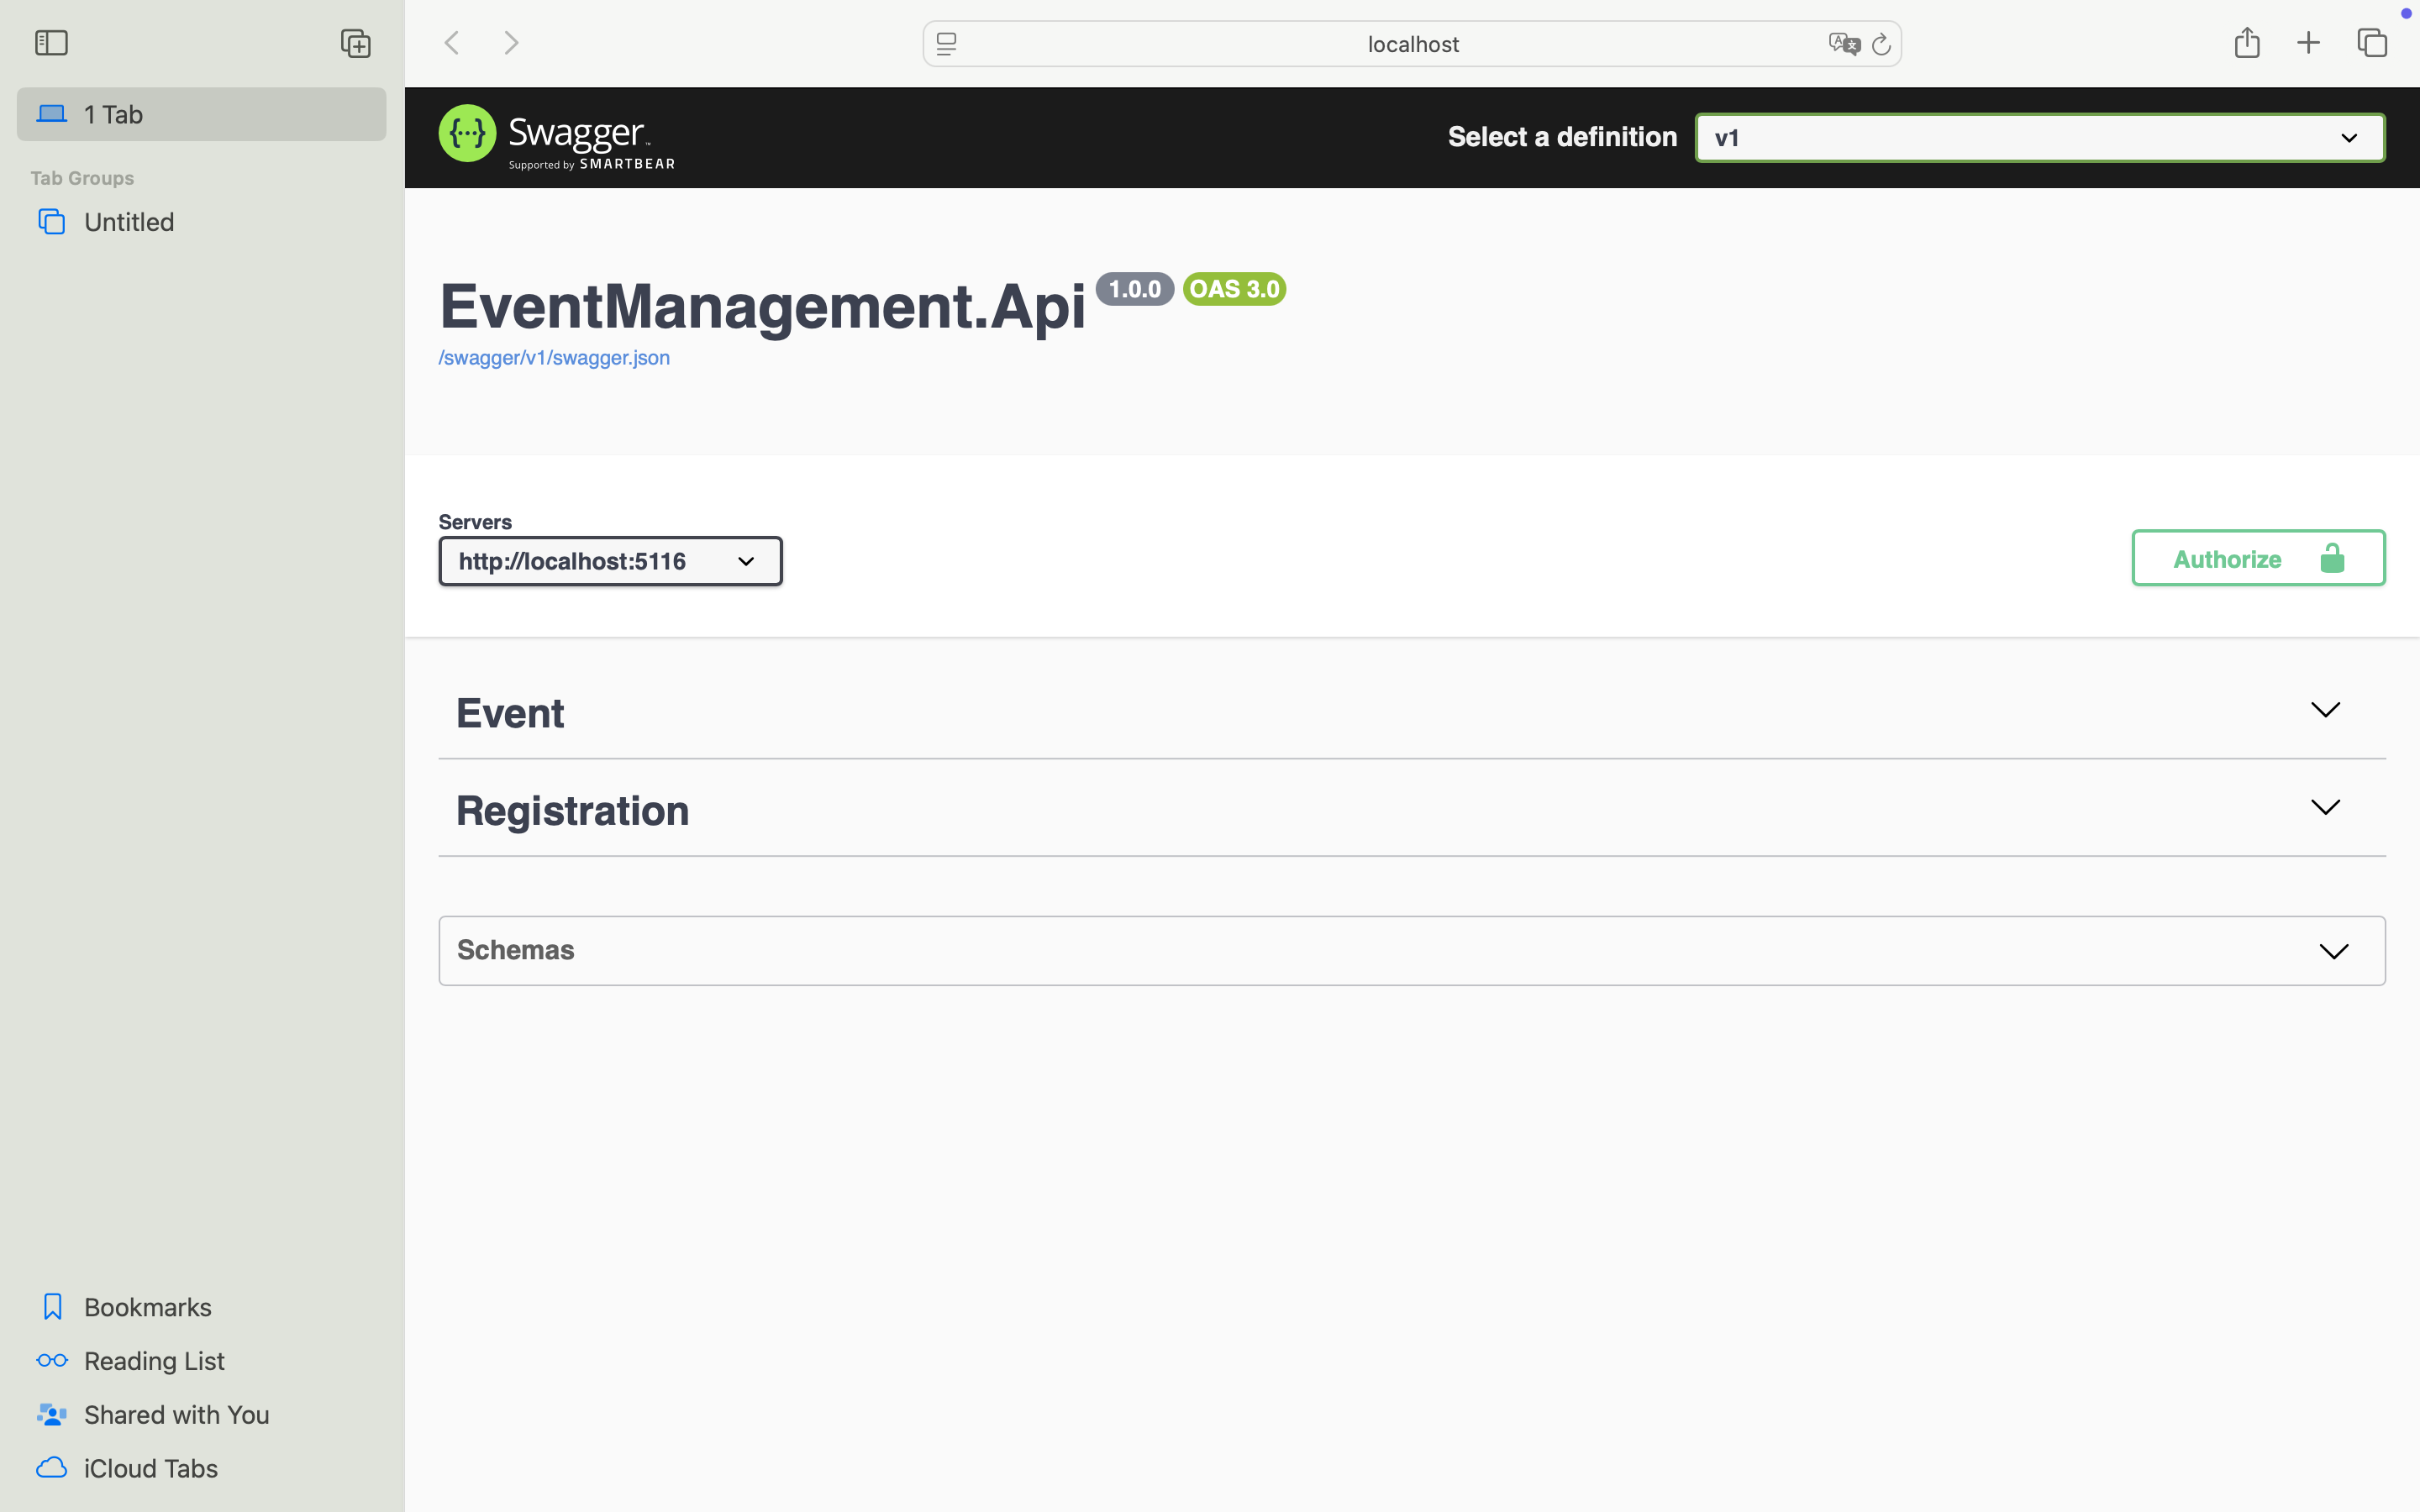 1 Tab
Tab Groups
Untitled
Bookmarks
Reading List
Shared with You
iCloud Tabs
localhost
Swagger
Supported by SMARTBEAR
Select a definition
v1
EventManagement.Api 1.0.0 OAS 3.0
/swagger/v1/swagger.json
Servers
http://localhost:5116
Authorize
Event
Registration
Schemas